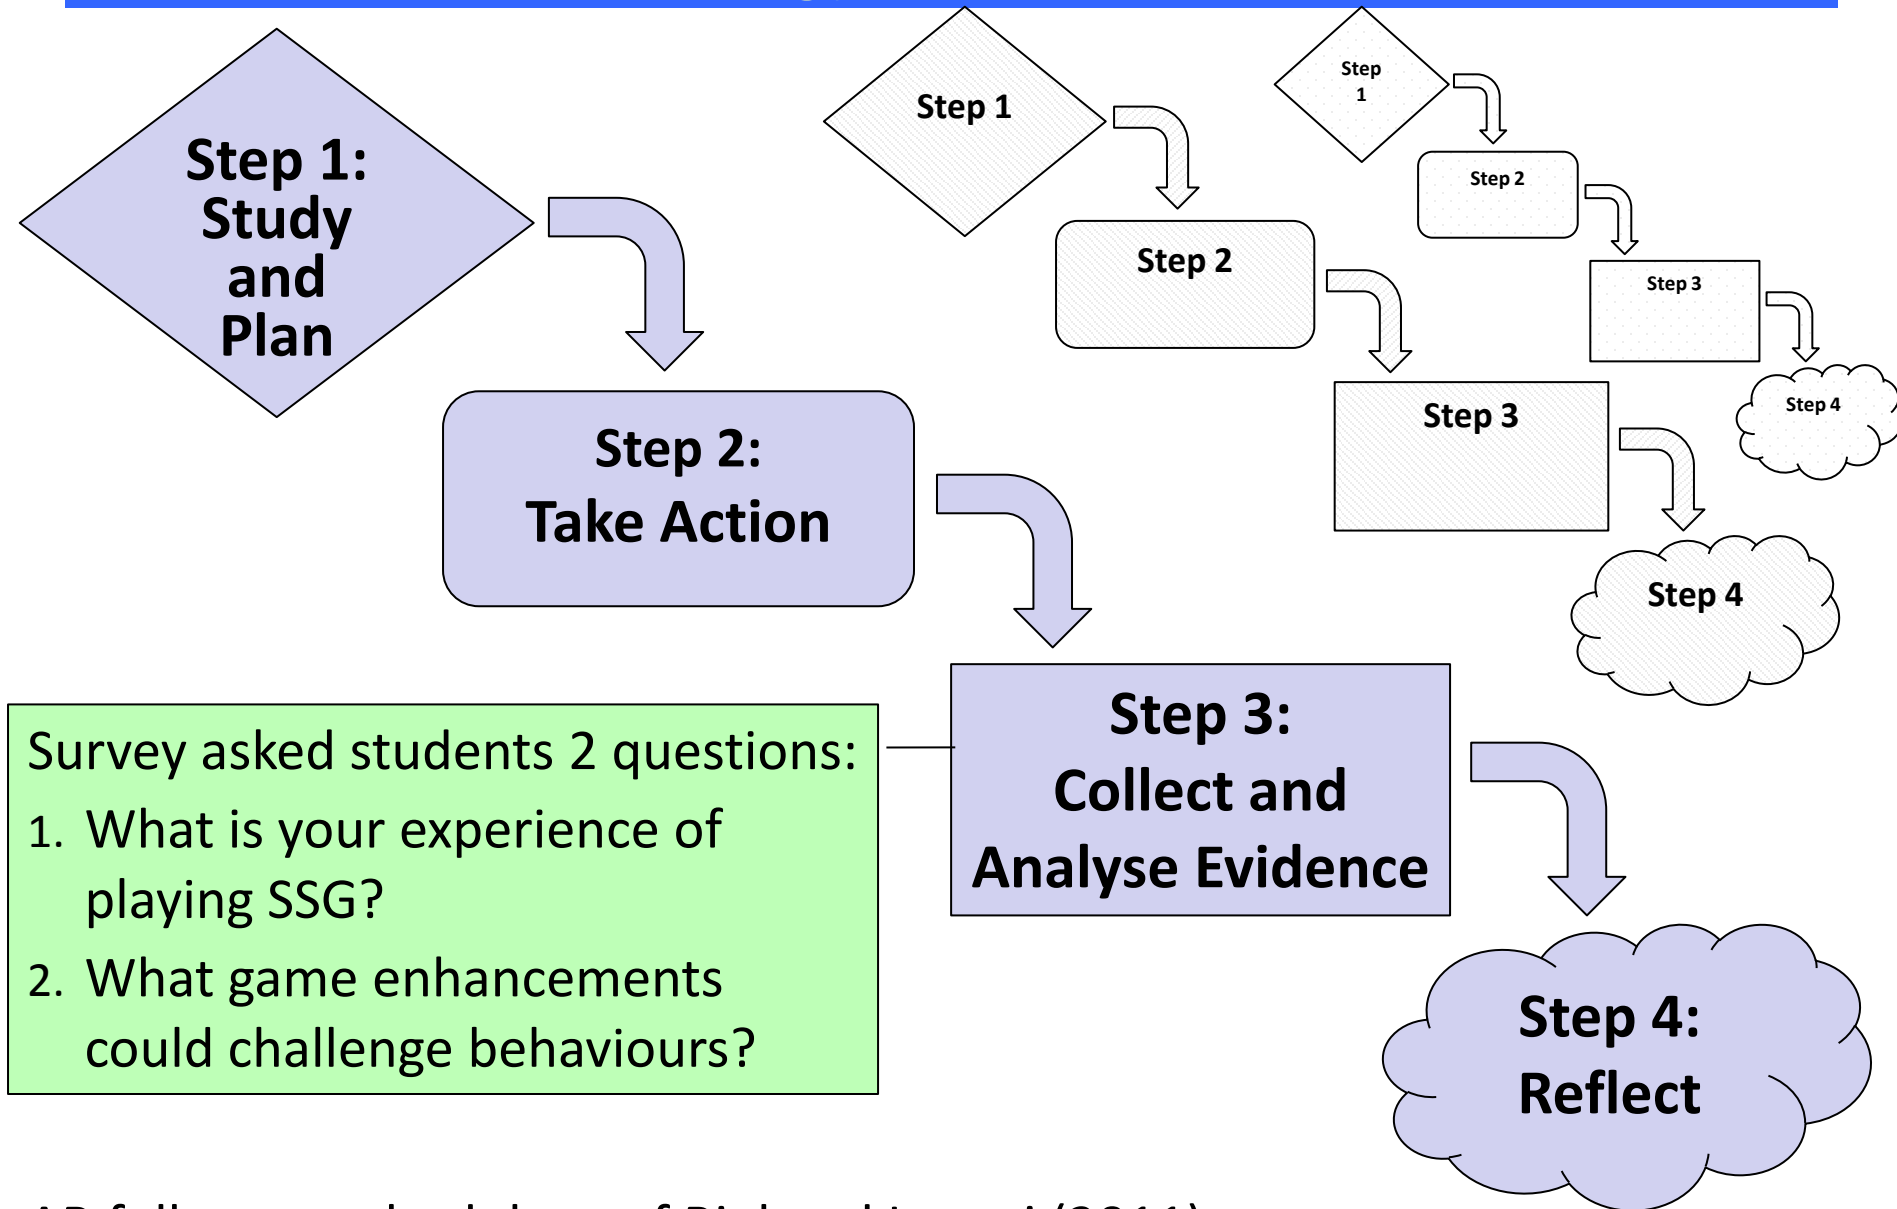 Step 1:
Study
and
Plan
Step 2:
Take Action
Step 3:
Collect and
Analyse Evidence
Step 4:
Reflect
Survey asked students 2 questions:
1. What is your experience of
playing SSG?
2. What game enhancements
could challenge behaviours?
Step 1
Step 2
Step 3
Step 4
Step
1
Step 2
Step 3
Step 4